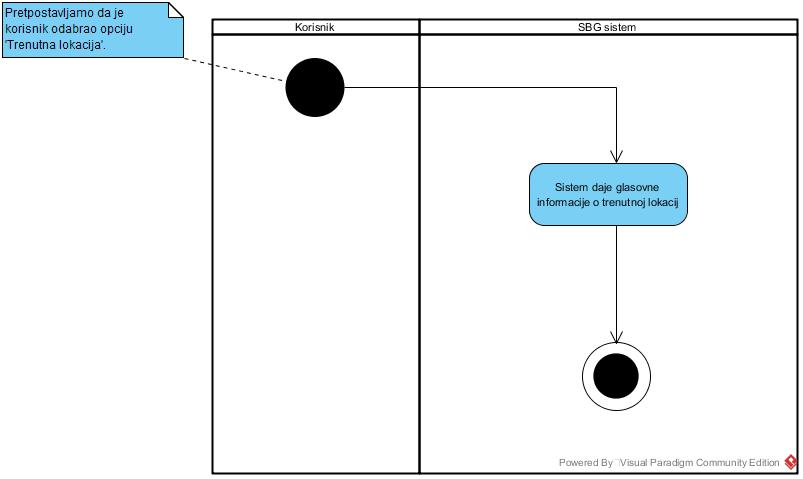 Pretpostavljamo da je
korisnik odabrao opciju
'Trenutna lokacija'.
Korisnik
SBG sistem
Sistem daje glasovne
informacije o trenutnoj lokacij
Powered By Visual Paradigm Community Edition